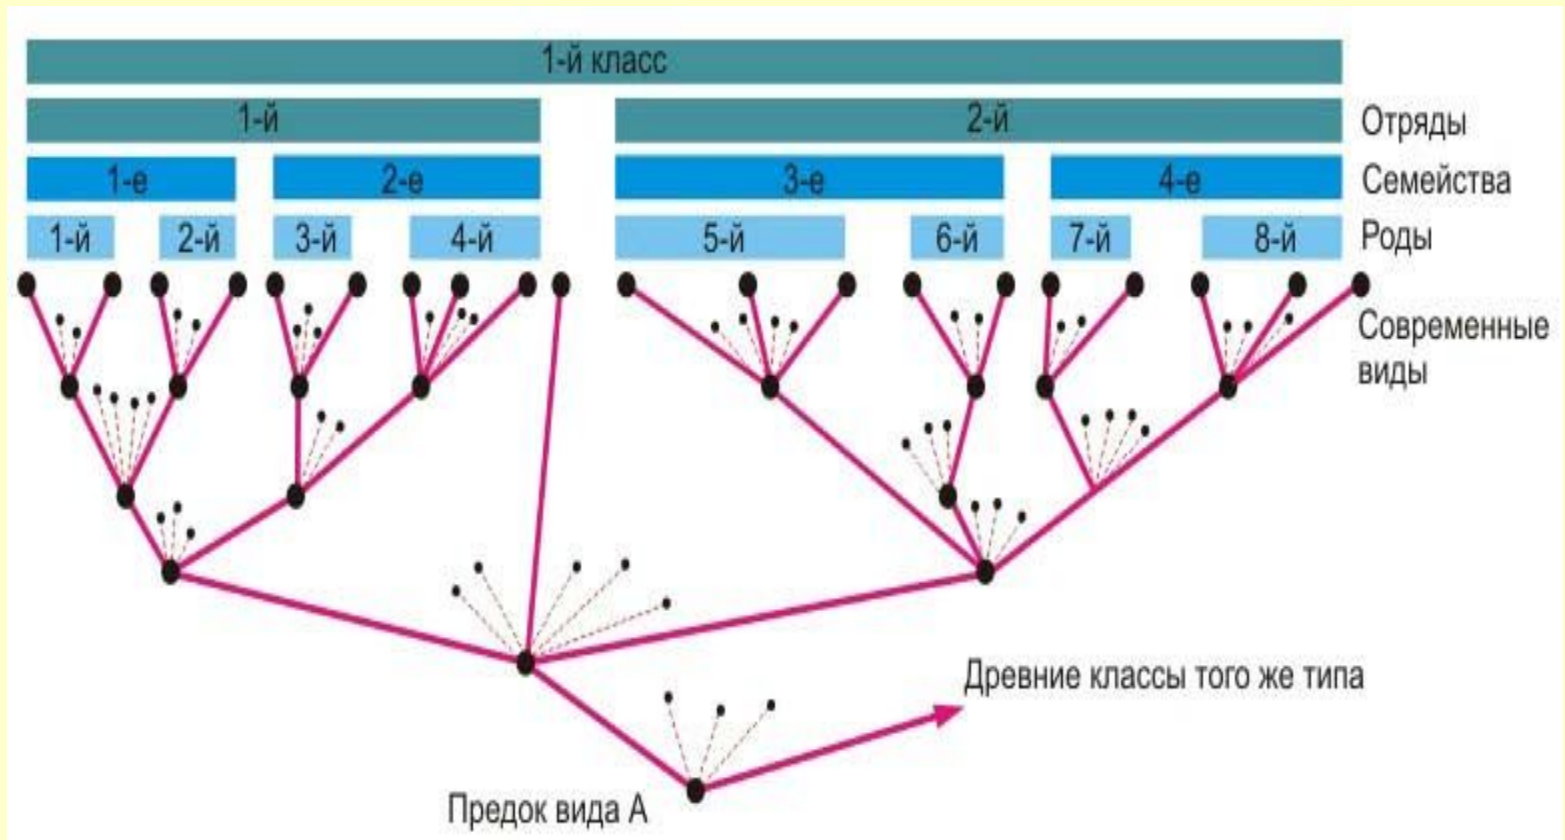 1-й класс
1-й 2-й Отряды
1-е 2-е 3-е 4-е Семейства
1-й 2-й 3-й 4-й 5-й 6-й 7-й 8-й Роды
Современные
виды
Древние классы того же типа
Предок вида А